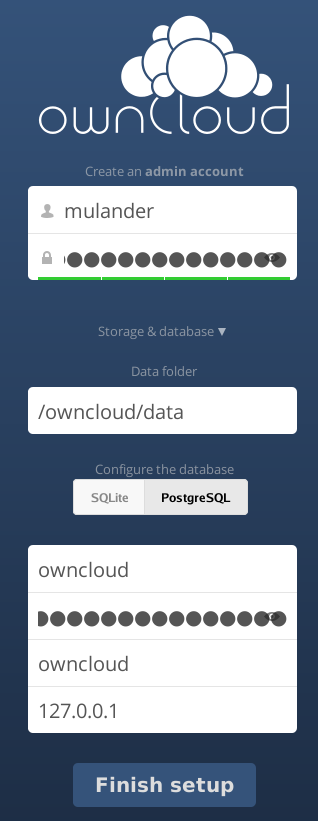 ownCloud
Create an admin account
mulander
Storage & database ▼
Data folder
/owncloud/data
Configure the database
SQLite PostgreSQL
owncloud
owncloud
127.0.0.1
Finish setup